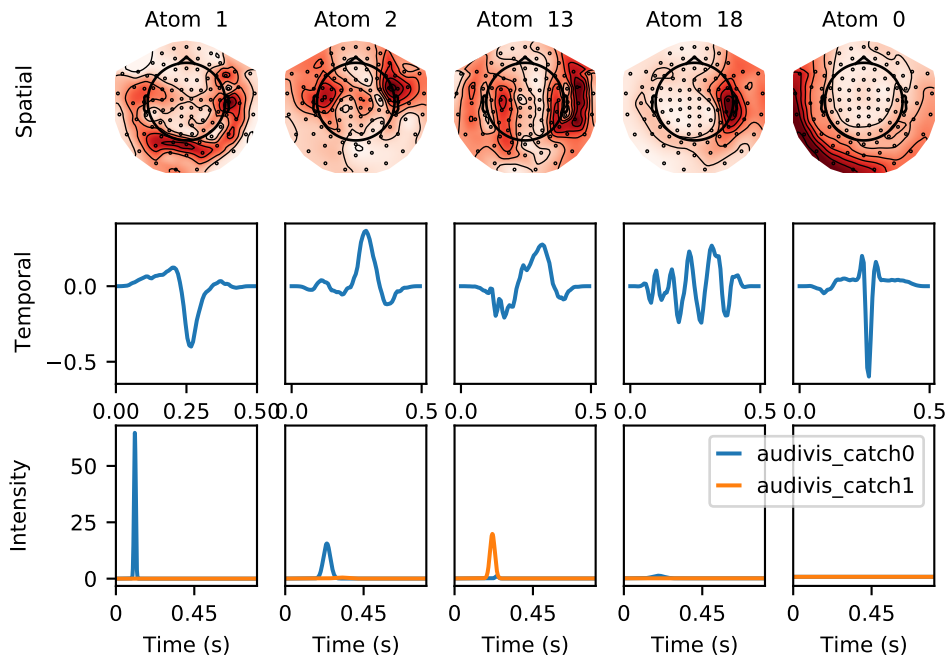 Atom 1 Atom 2 Atom 13 Atom 18 Atom 0
Spatial
Temporal
0.0
−0.5
0.00 0.25 0.50 0.0 0.5 0.0 0.5 0.0 0.5 0.0 0.5
Intensity
50
25
0
audivis_catch0
audivis_catch1
0 0.45 0 0.45 0 0.45 0 0.45 0 0.45
Time (s) Time (s) Time (s) Time (s) Time (s)